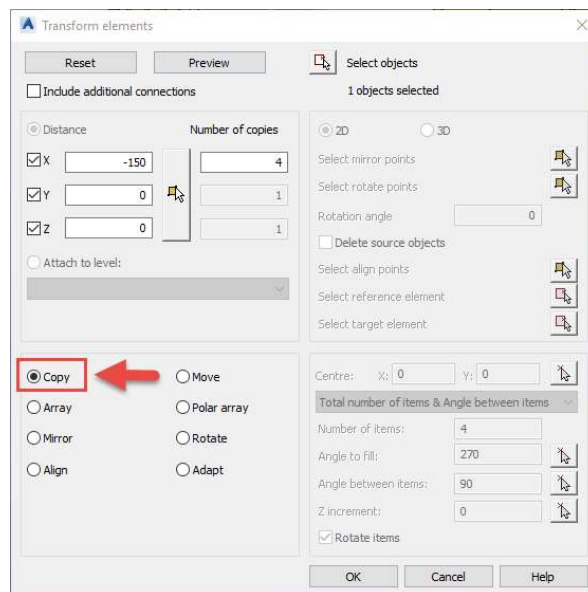 Transform elements
Reset Preview Select objects
Include additional connections 1 objects selected
Distance Number of copies
X -150 4
Y 0 1
Z 0 1
Attach to level:
2D 3D
Select mirror points
Select rotate points
Rotation angle 0
Delete source objects
Select align points
Select reference element
Select target element
Copy Move
Array Polar array
Mirror Rotate
Align Adapt
Centre: X: 0 Y: 0
Total number of items & Angle between items
Number of items: 4
Angle to fill: 270
Angle between items: 90
Z increment: 0
Rotate items
OK Cancel Help